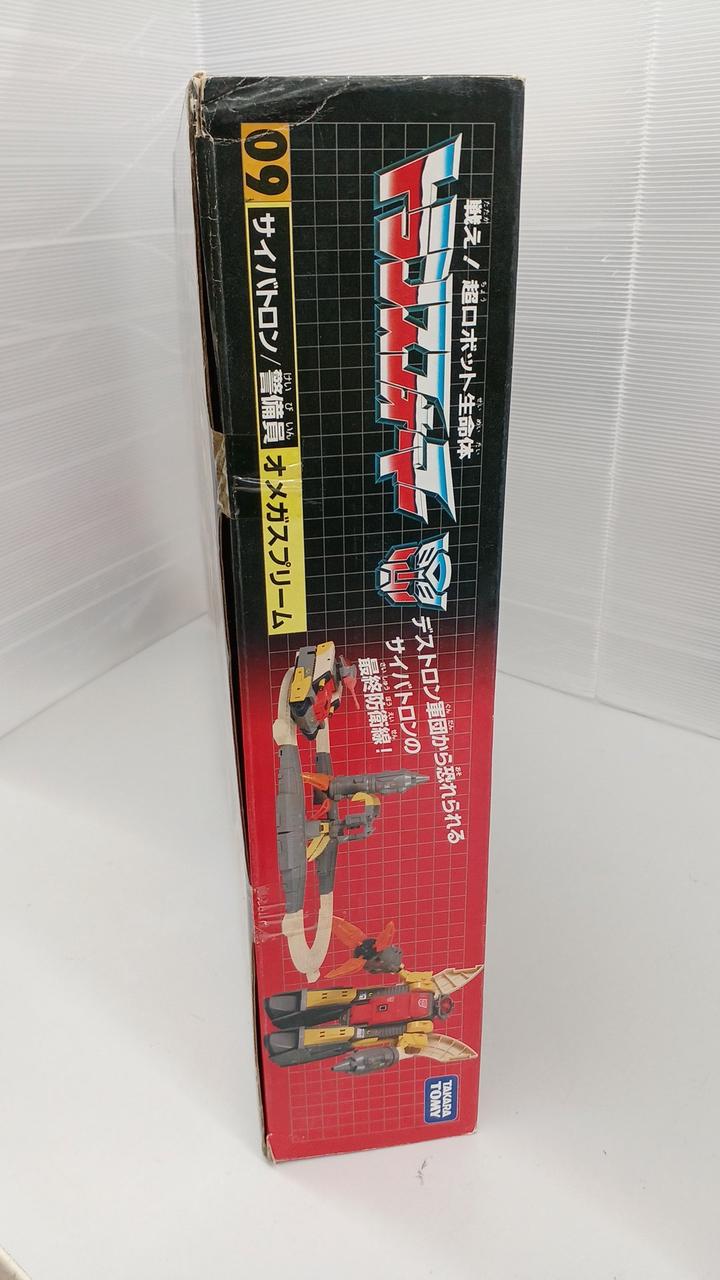 戦え!超ロボット生命体
トランスフォーマー
09
サイバトロン/警備員 オメガスプリーム
デストロン軍団から恐れられる
サイバトロンの
最終防衛線!
TAKARA
TOMY